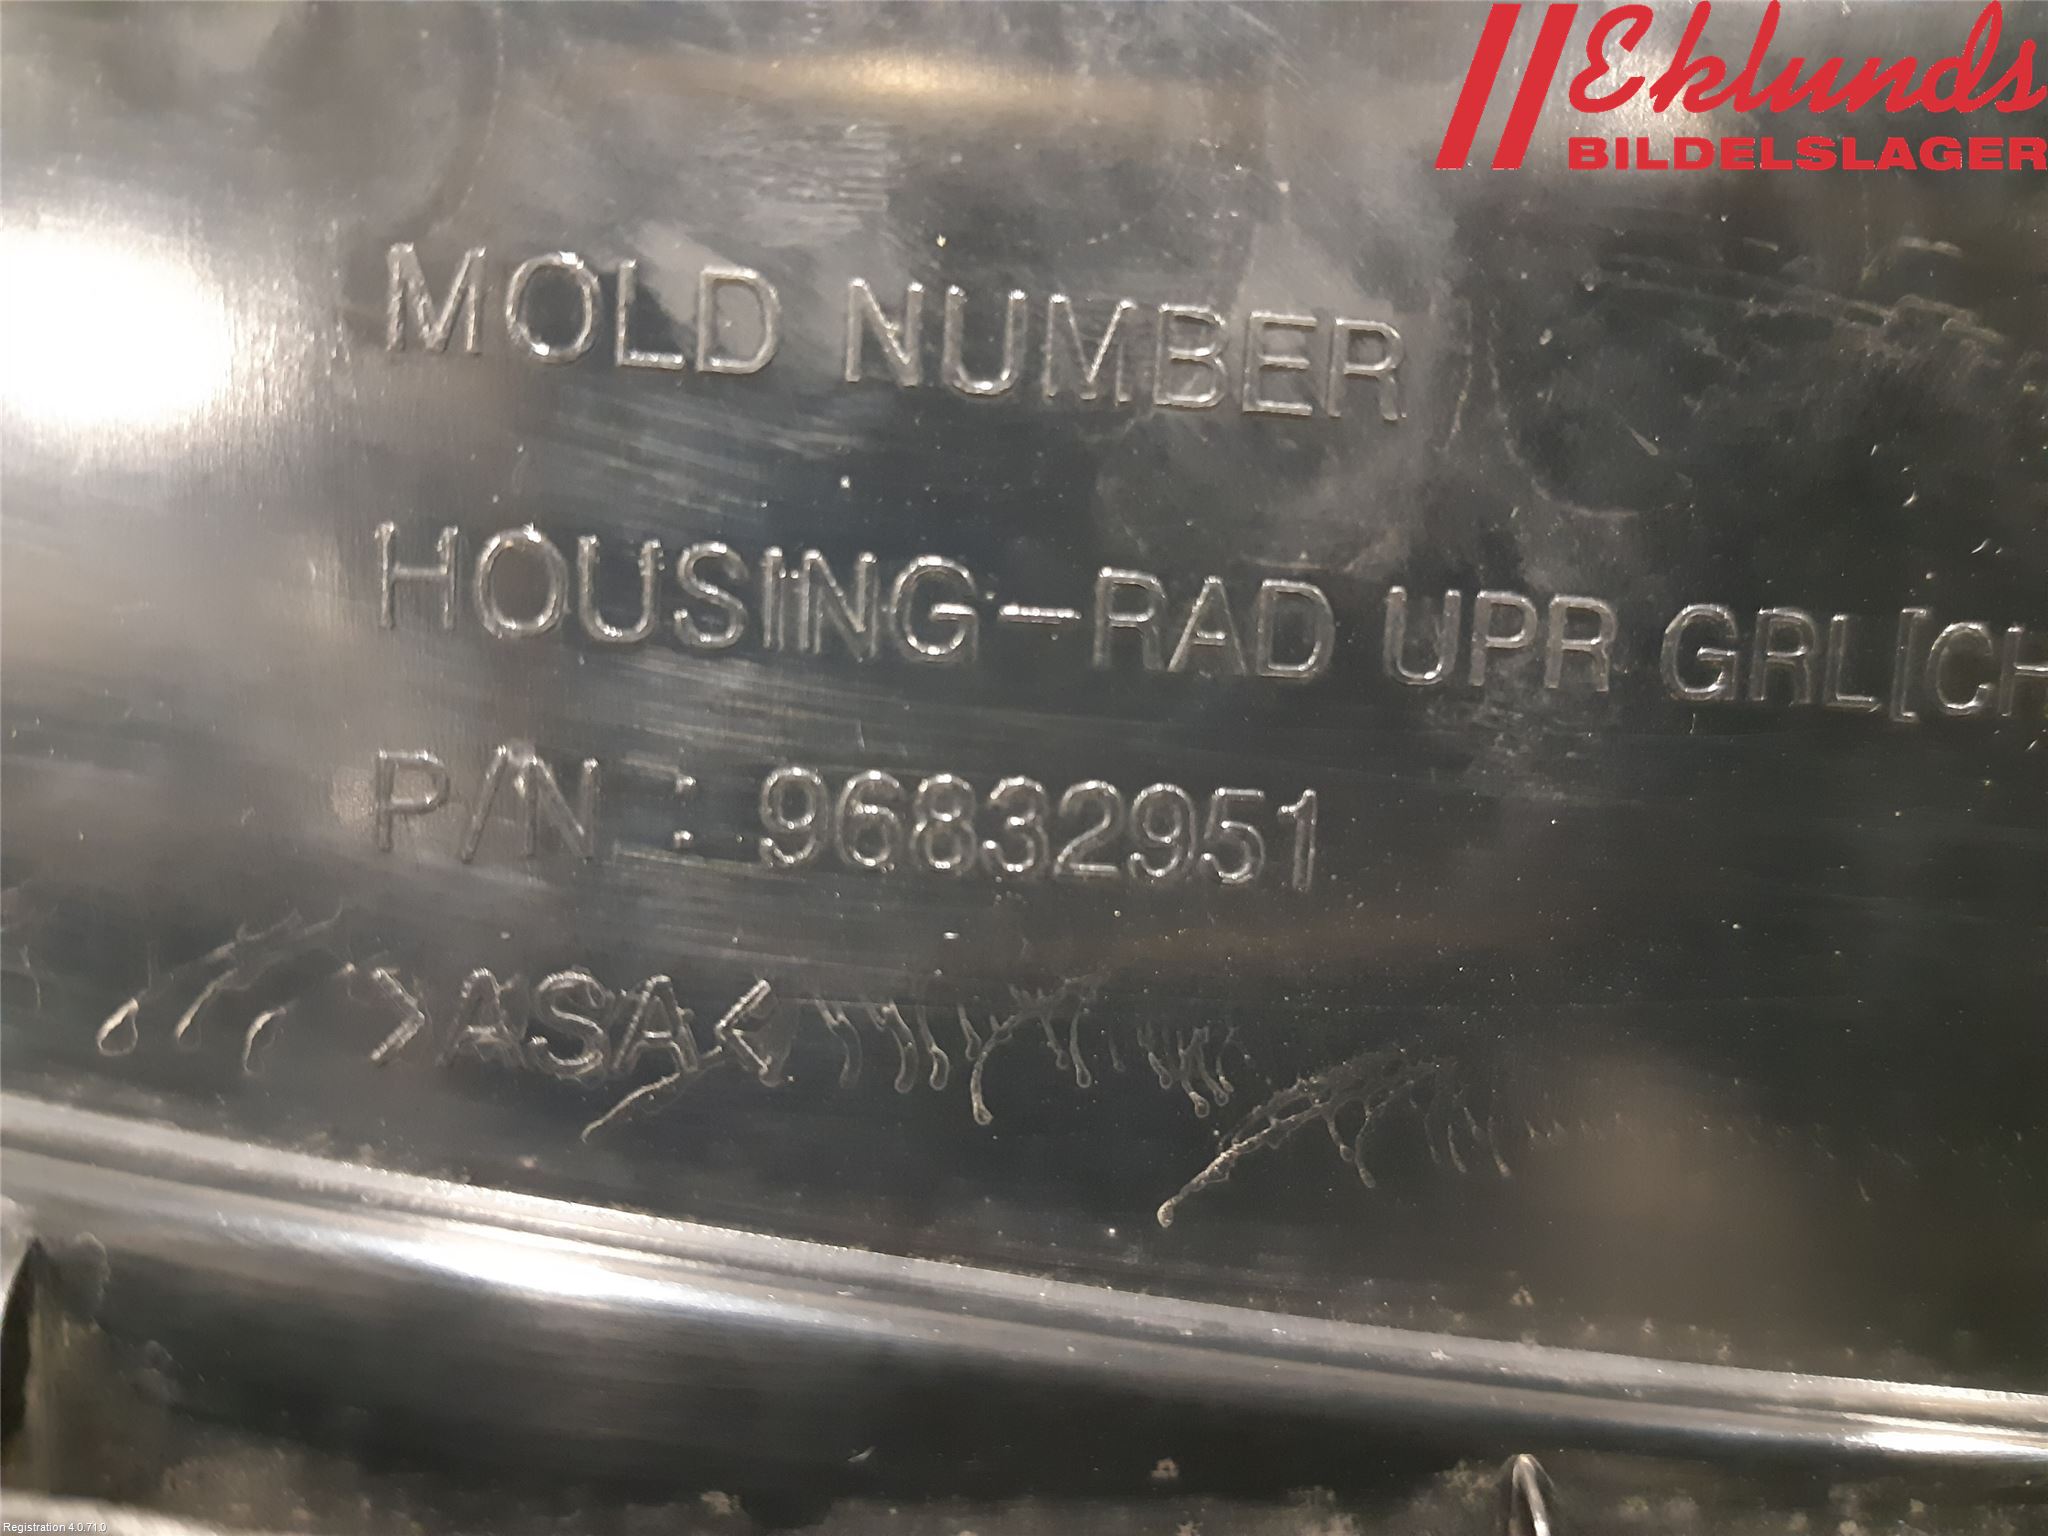 Eklunds
BILDELSLAGER
MOLD NUMBER
HOUSING-RAD UPR GRL[CH
P/N : 96832951
>ASA<
Registration 4.0.71.0